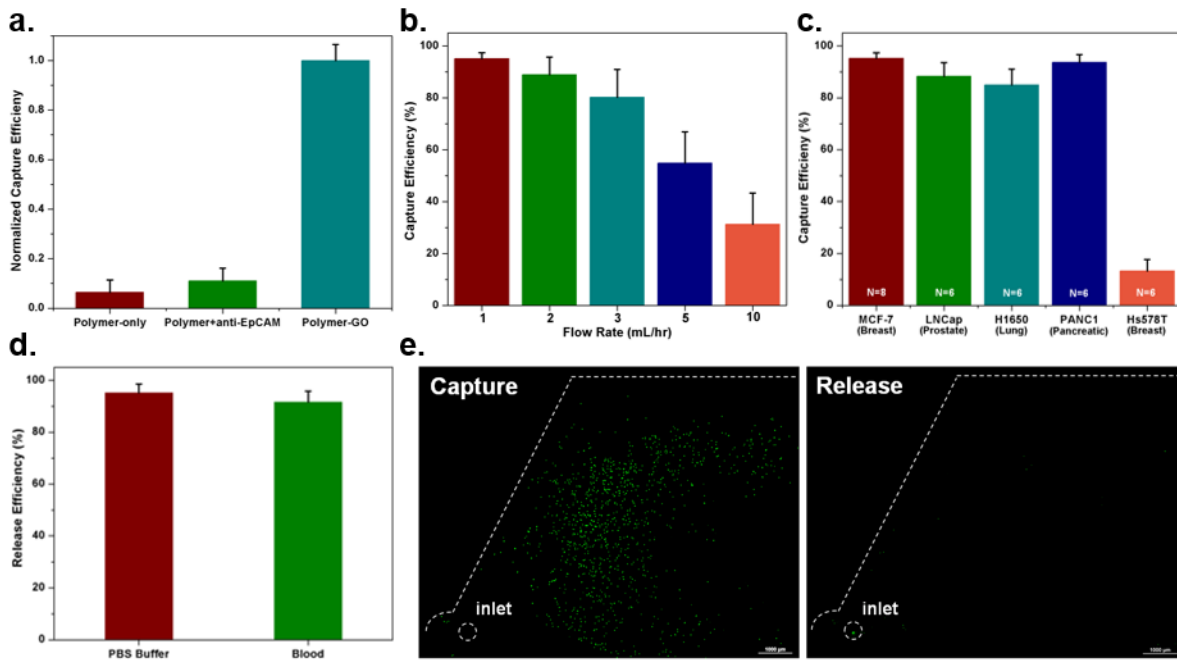 a.
Normalized Capture Efficieny
1.0
0.8
0.6
0.4
0.2
0.0
Polymer-only
Polymer+anti-EpCAM
Polymer-GO
b.
Capture Efficiency (%)
100
80
60
40
20
0
1
2
3
5
10
Flow Rate (mL/hr)
c.
Capture Efficieny (%)
100
80
60
40
20
0
N=8
N=6
N=6
N=6
N=6
MCF-7
(Breast)
LNCap
(Prostate)
H1650
(Lung)
PANC1
(Pancreatic)
Hs578T
(Breast)
d.
Release Efficiency (%)
100
80
60
40
20
0
PBS Buffer
Blood
e.
Capture
inlet
1000 µm
Release
inlet
1000 µm